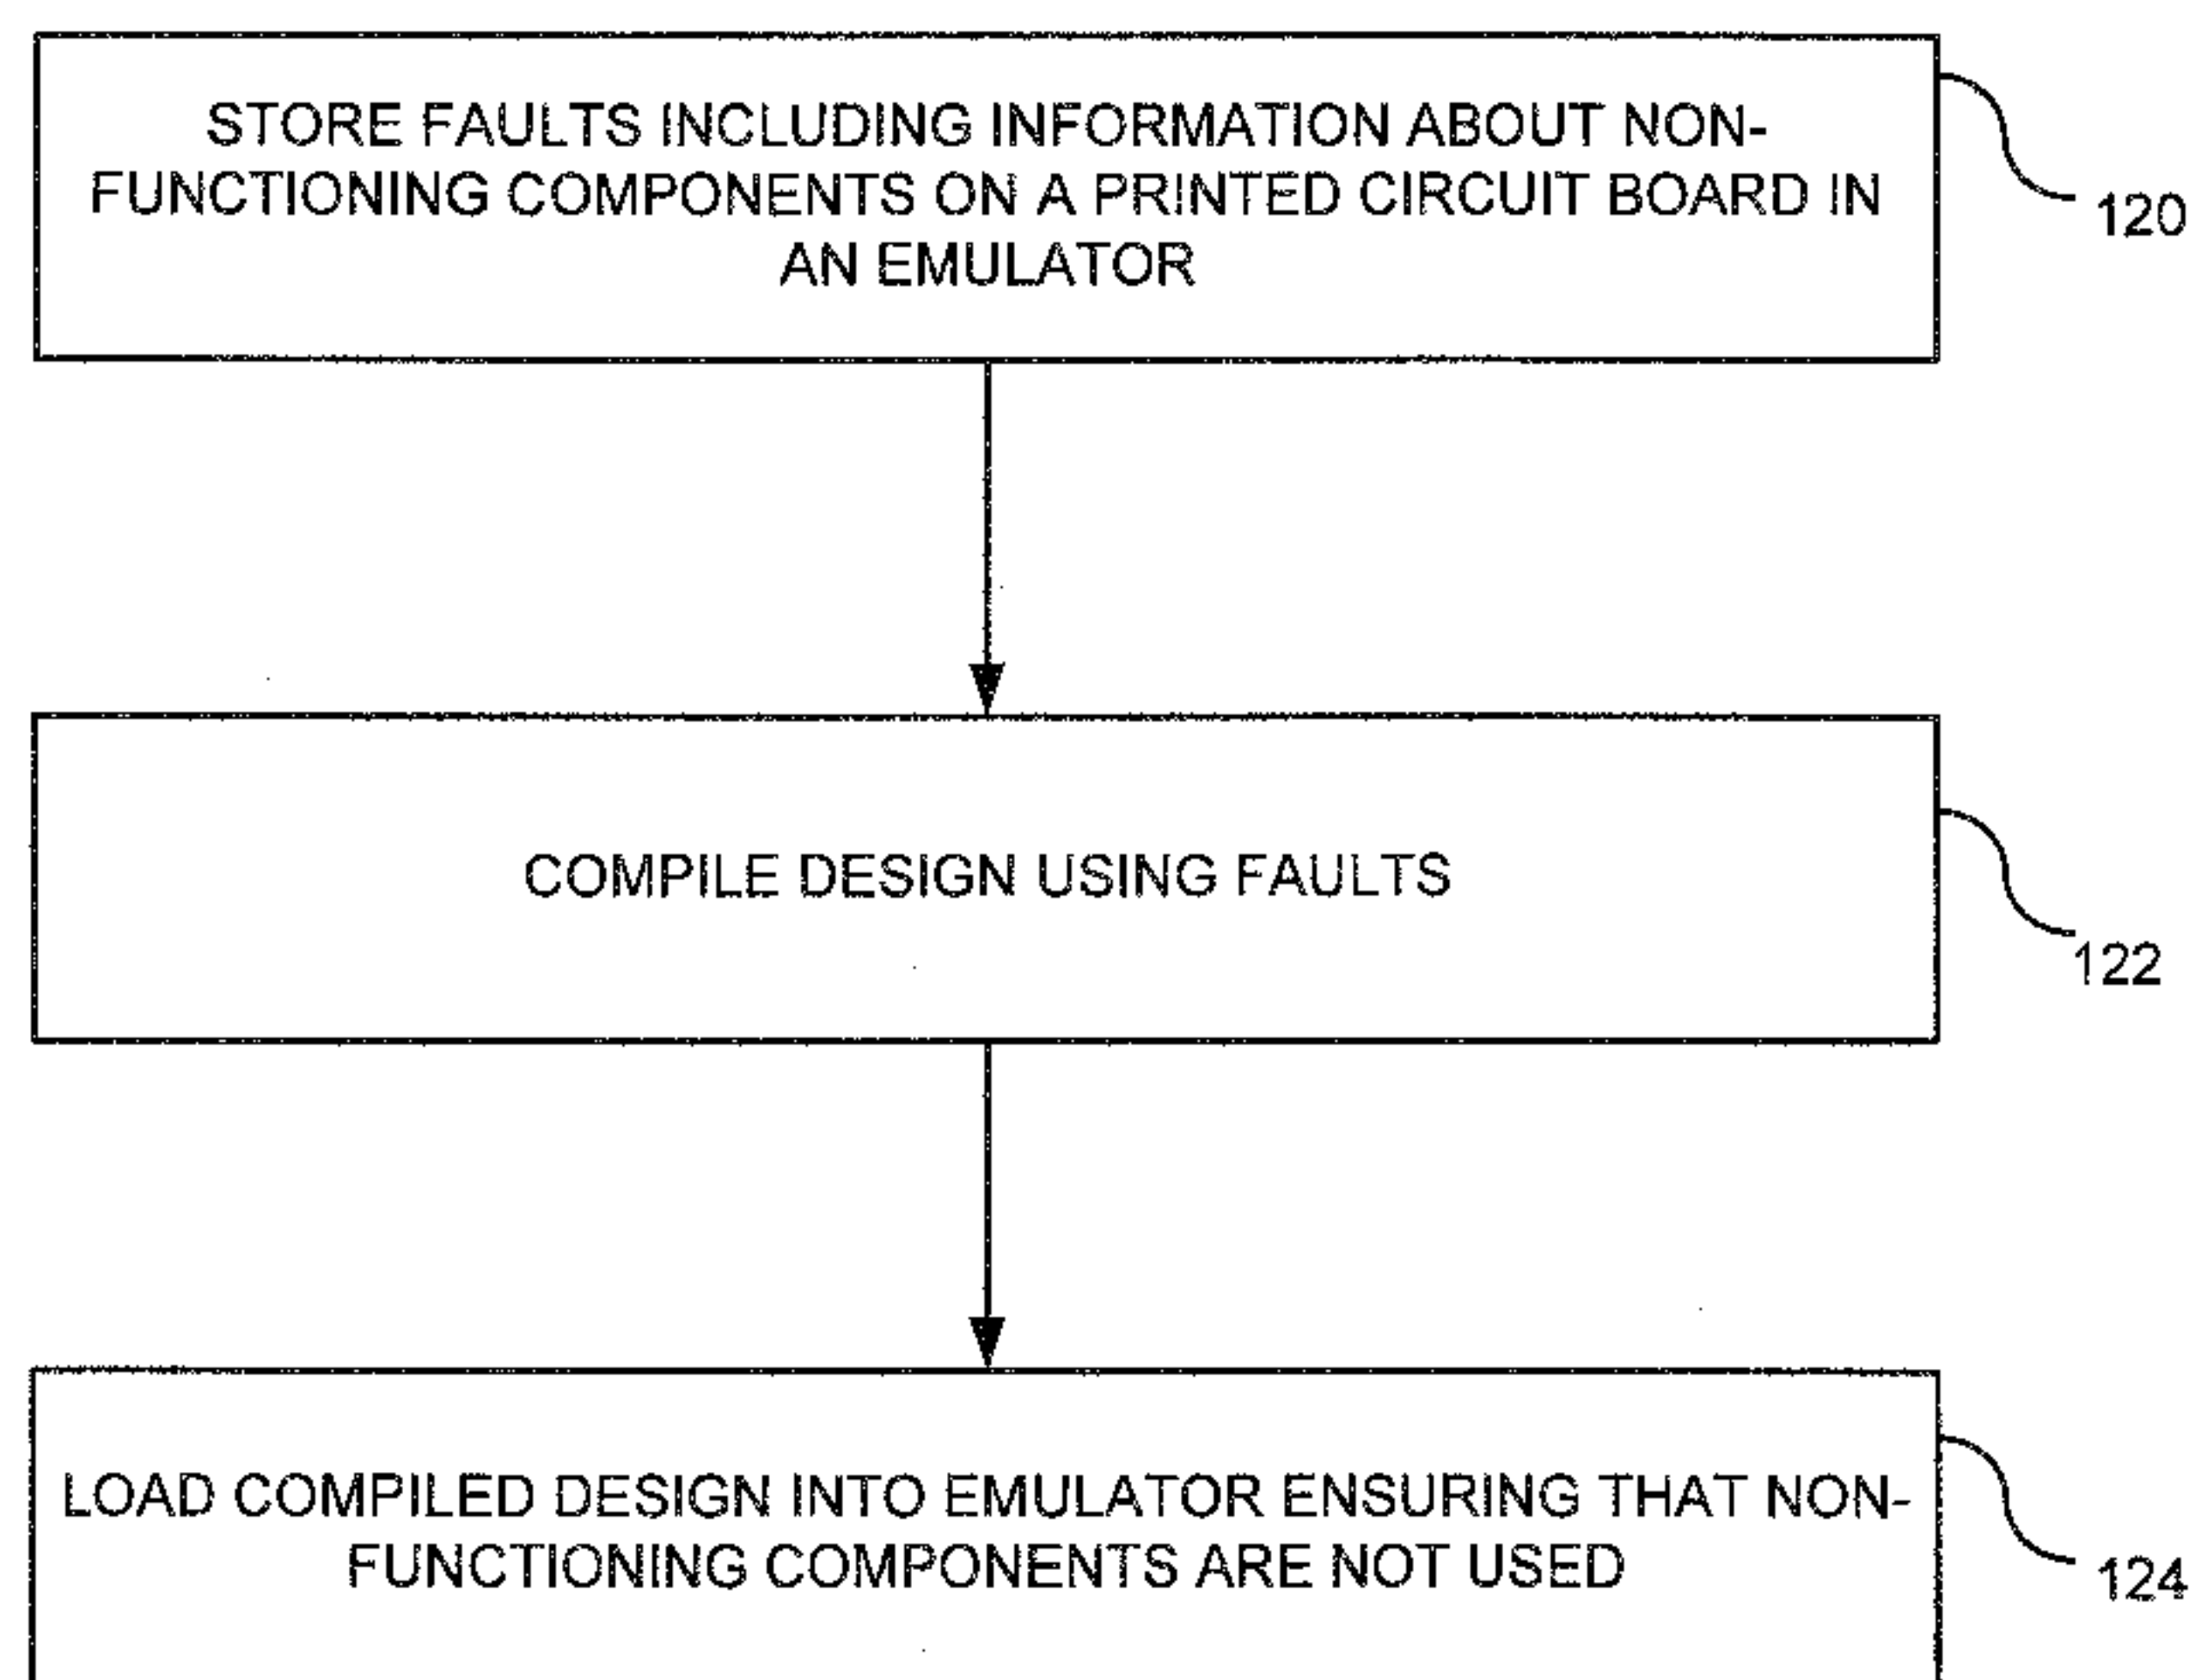 STORE FAULTS INCLUDING INFORMATION ABOUT NON-
FUNCTIONING COMPONENTS ON A PRINTED CIRCUIT BOARD IN
AN EMULATOR
120
COMPILE DESIGN USING FAULTS
122
LOAD COMPILED DESIGN INTO EMULATOR ENSURING THAT NON-
FUNCTIONING COMPONENTS ARE NOT USED
124